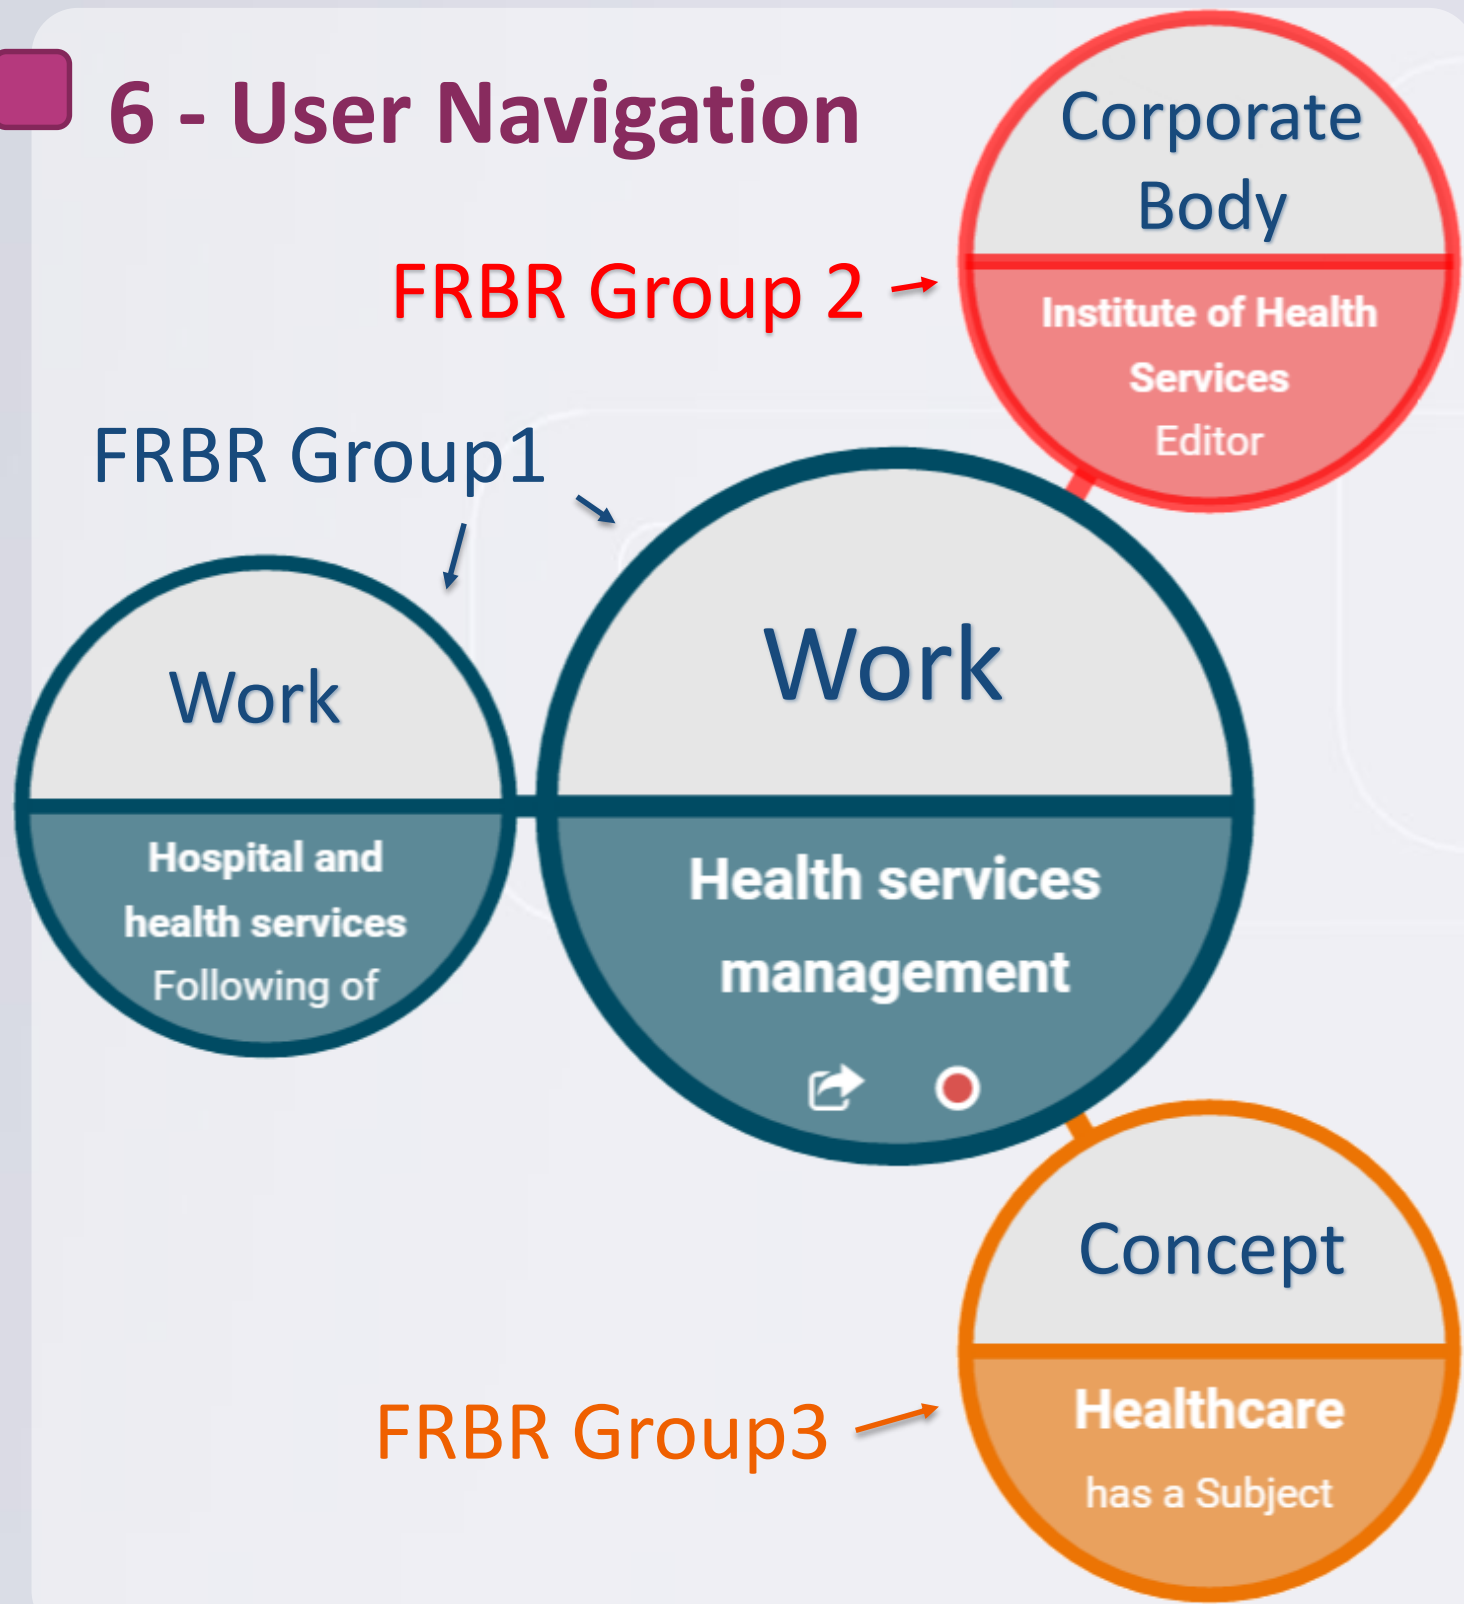 6 - User Navigation
Corporate
Body
FRBR Group 2
Institute of Health
Services
Editor
FRBR Group1
Work
Hospital and
health services
Following of
Work
Health services
management
Concept
FRBR Group3
Healthcare
has a Subject